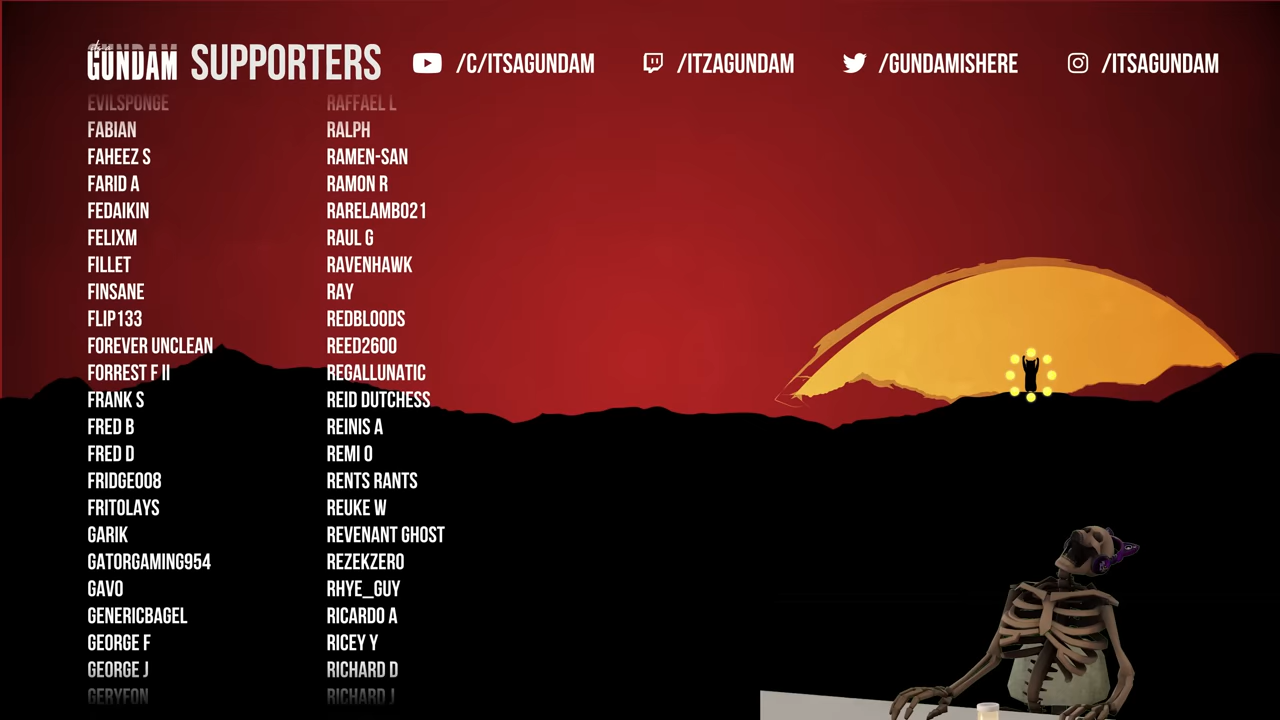 itsa
GUNDAM SUPPORTERS
/C/ITSAGUNDAM
/ITZAGUNDAM
/GUNDAMISHERE
/ITSAGUNDAM
EVILSPONGE
FABIAN
FAHEEZ S
FARID A
FEDAIKIN
FELIXM
FILLET
FINSANE
FLIP133
FOREVER UNCLEAN
FORREST F II
FRANK S
FRED B
FRED D
FRIDGE008
FRITOLAYS
GARIK
GATORGAMING954
GAVO
GENERICBAGEL
GEORGE F
GEORGE J
GERYFON
RAFFAEL L
RALPH
RAMEN-SAN
RAMON R
RARELAMBO21
RAUL G
RAVENHAWK
RAY
REDBLOODS
REED2600
REGALLUNATIC
REID DUTCHESS
REINIS A
REMI O
RENTS RANTS
REUKE W
REVENANT GHOST
REZEKZERO
RHYE_GUY
RICARDO A
RICEY Y
RICHARD D
RICHARD J